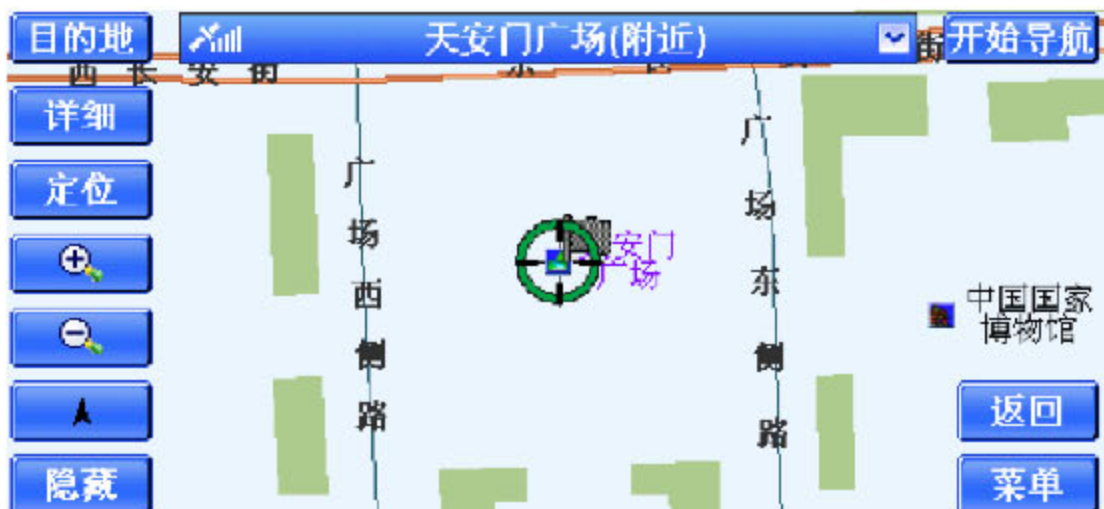 目的地
天安门广场(附近)
开始导航
西长安街
街
详细
定位
广场西侧路
广场东侧路
安门
广场
中国国家
博物馆
返回
隐藏
菜单